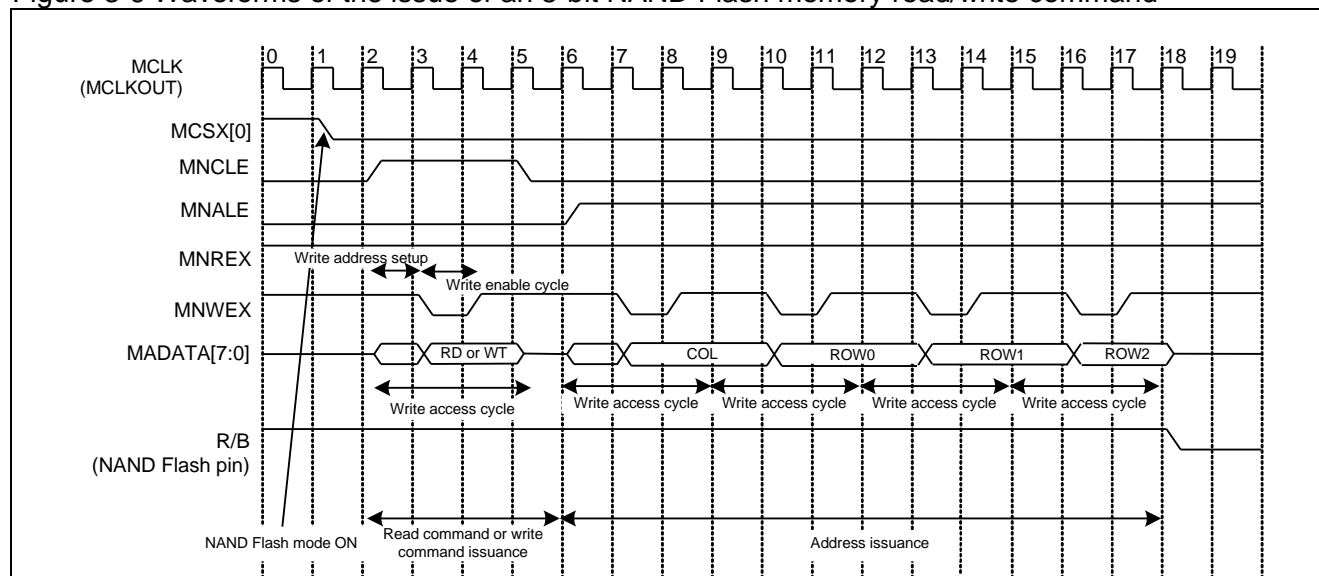 Figure 3-6 Waveforms of the issue of an 8-bit NAND Flash memory read/write command
0 1 2 3 4 5 6 7 8 9 10 11 12 13 14 15 16 17 18 19
MCLK
(MCLKOUT)
MCSX[0]
MNCLE
MNALE
MNREX
Write address setup
Write enable cycle
MNWEX
MADATA[7:0]
RD or WT
COL
ROW0
ROW1
ROW2
Write access cycle
Write access cycle
Write access cycle
Write access cycle
Write access cycle
R/B
(NAND Flash pin)
NAND Flash mode ON
Read command or write
command issuance
Address issuance